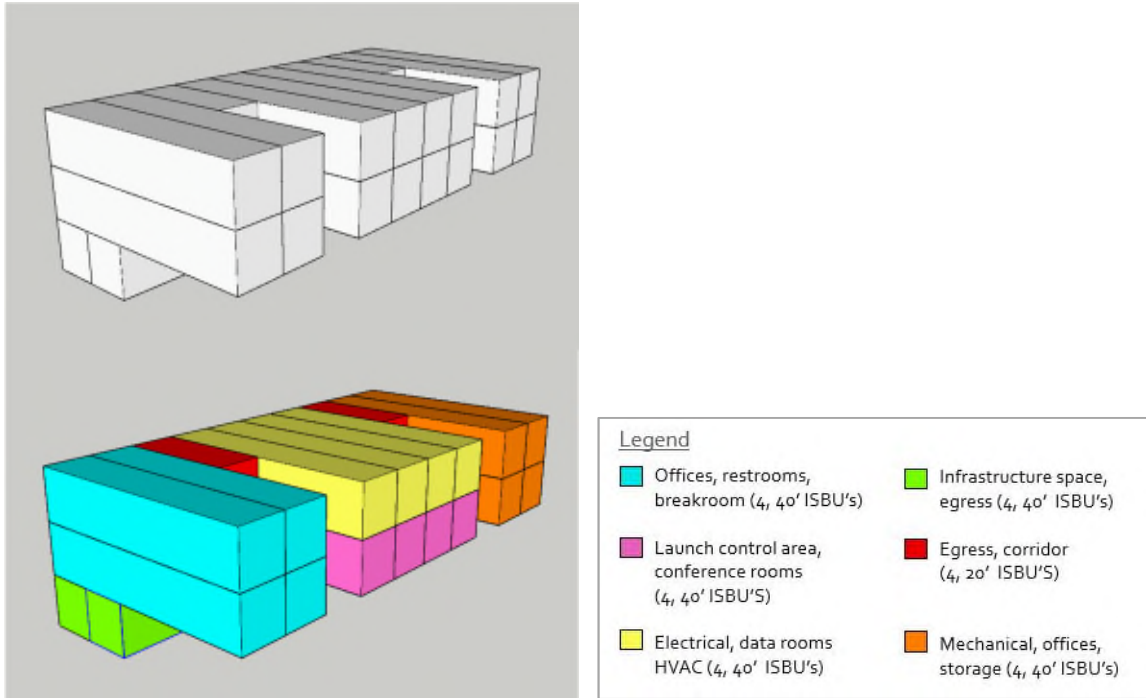 Legend
Offices, restrooms,
breakroom (4, 40' ISBU's)
Launch control area,
conference rooms
(4, 40' ISBU'S)
Electrical, data rooms
HVAC (4, 40' ISBU's)
Infrastructure space,
egress (4, 40' ISBU's)
Egress, corridor
(4, 20' ISBU'S)
Mechanical, offices,
storage (4, 40' ISBU's)